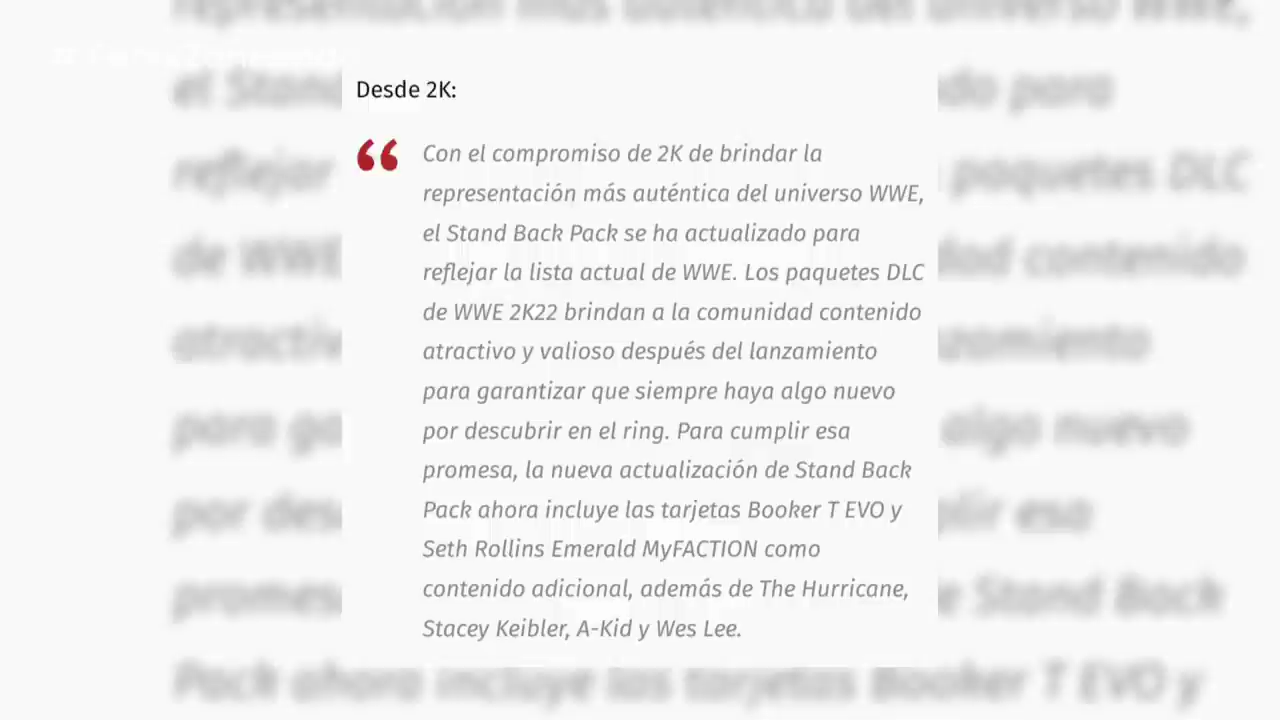 Desde 2K:
“
Con el compromiso de 2K de brindar la
representación más auténtica del universo WWE,
el Stand Back Pack se ha actualizado para
reflejar la lista actual de WWE. Los paquetes DLC
de WWE 2K22 brindan a la comunidad contenido
atractivo y valioso después del lanzamiento
para garantizar que siempre haya algo nuevo
por descubrir en el ring. Para cumplir esa
promesa, la nueva actualización de Stand Back
Pack ahora incluye las tarjetas Booker T EVO y
Seth Rollins Emerald MyFACTION como
contenido adicional, además de The Hurricane,
Stacey Keibler, A-Kid y Wes Lee.